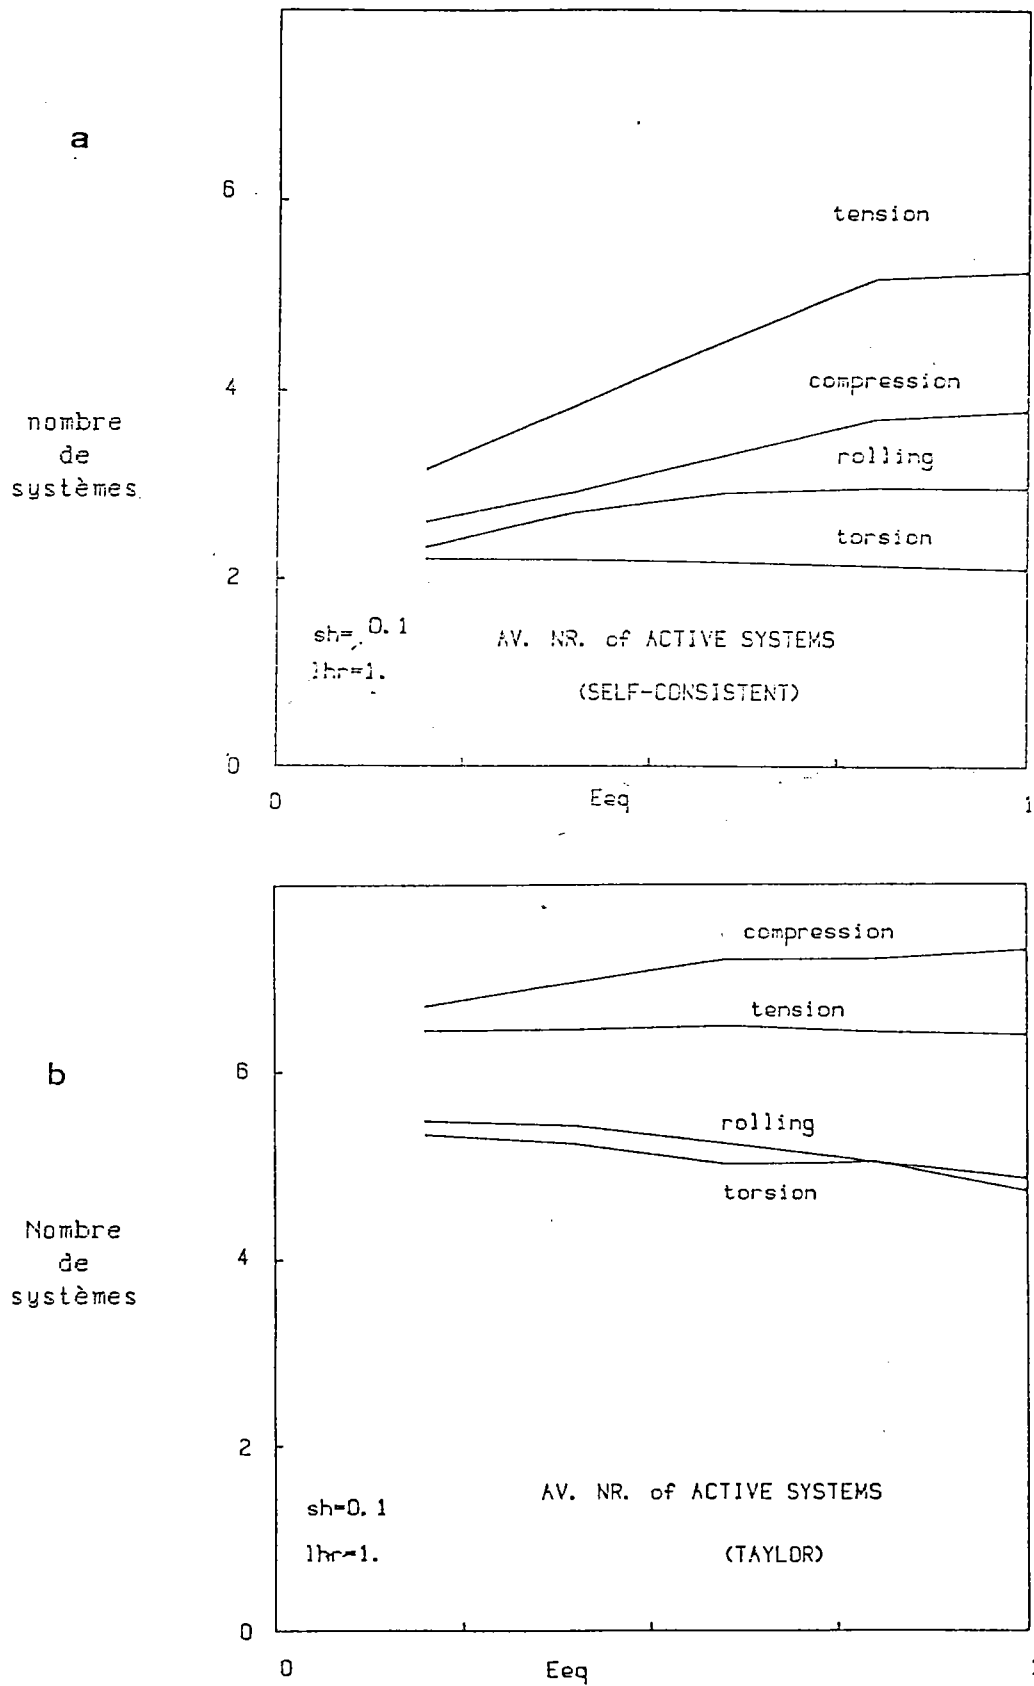 a
6
tension
4
compression
nombre
de
systèmes
rolling
torsion
2
sh= 0.1
AV. NR. of ACTIVE SYSTEMS
lhr=1.
(SELF-CONSISTENT)
0
0
Eeq
1
compression
tension
b
6
rolling
torsion
Nombre
de
systèmes
4
2
AV. NR. of ACTIVE SYSTEMS
sh=0.1
lhr=1.
(TAYLOR)
0
0
Eeq